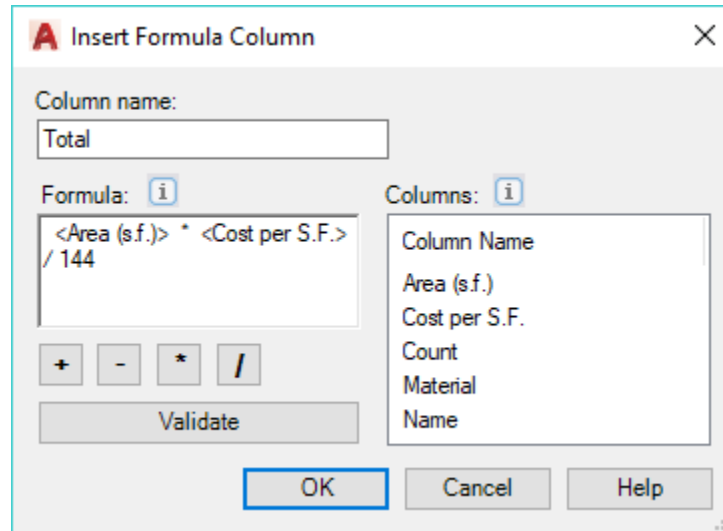 A Insert Formula Column
Column name:
Total
Formula: i
Columns: i
<Area (s.f.)> * <Cost per S.F.>
/ 144
Column Name
Area (s.f.)
Cost per S.F.
Count
Material
Name
+ - * /
Validate
OK Cancel Help